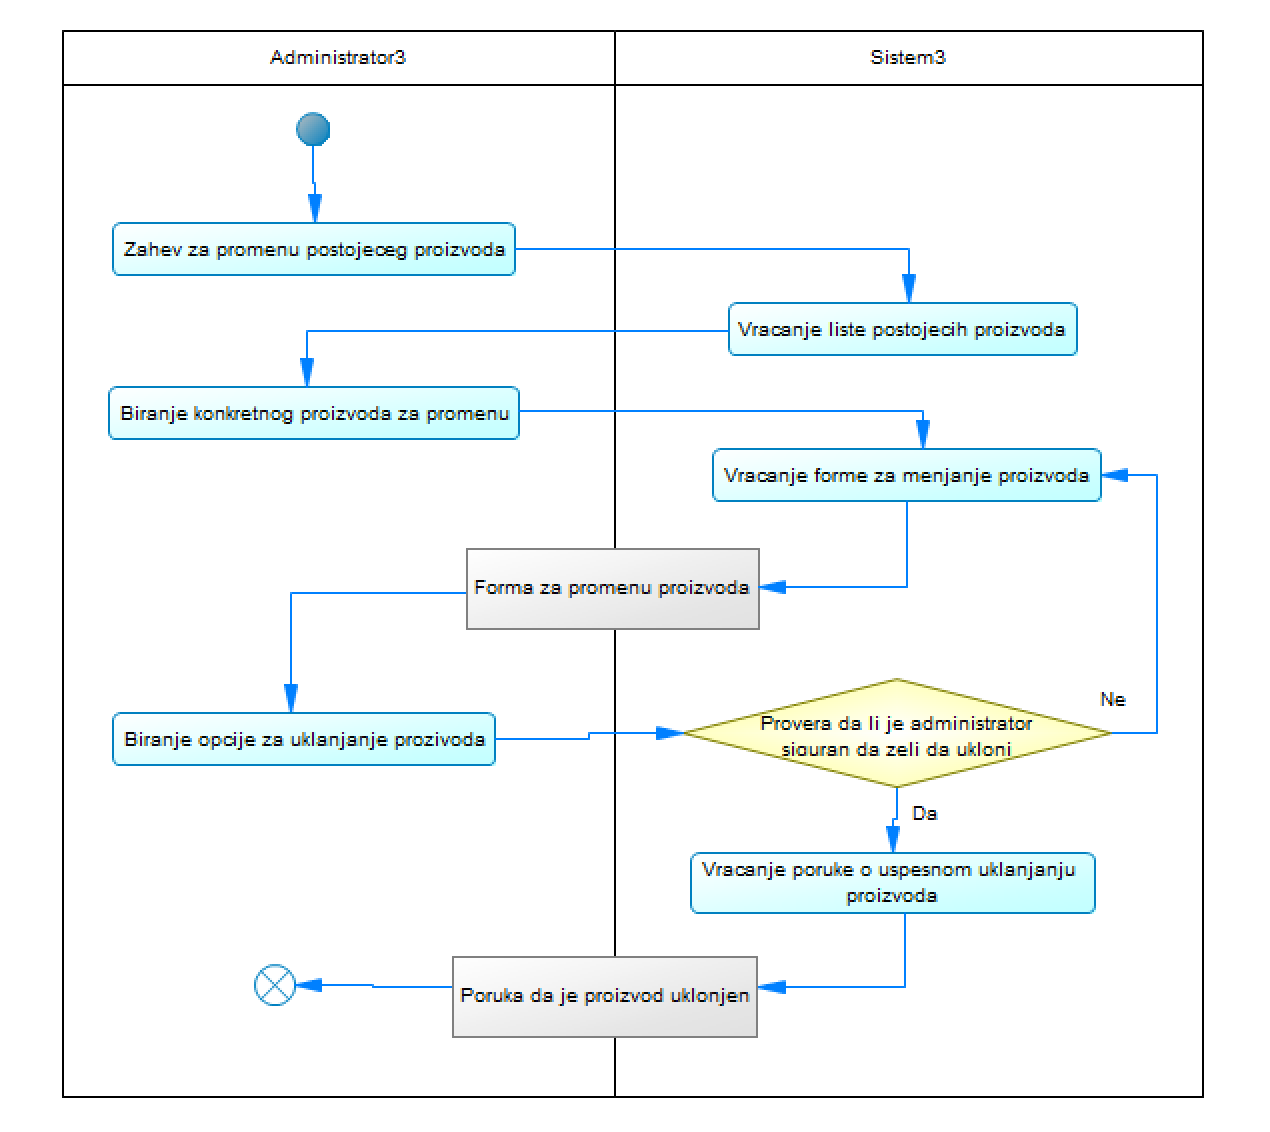 Administrator3
Sistem3
Zahev za promenu postojeceg proizvoda
Vracanje liste postojecih proizvoda
Biranje konkretnog proizvoda za promenu
Vracanje forme za menjanje proizvoda
Forma za promenu proizvoda
Ne
Provera da li je administrator
siguran da zeli da ukloni
Biranje opcije za uklanjanje prozivoda
Da
Vracanje poruke o uspesnom uklanjanju
proizvoda
Poruka da je proizvod uklonjen